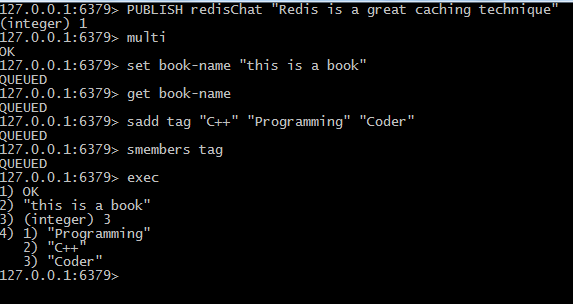 127.0.0.1:6379> PUBLISH redisChat "Redis is a great caching technique"
(integer) 1
127.0.0.1:6379> multi
OK
127.0.0.1:6379> set book-name "this is a book"
QUEUED
127.0.0.1:6379> get book-name
QUEUED
127.0.0.1:6379> sadd tag "C++" "Programming" "Coder"
QUEUED
127.0.0.1:6379> smembers tag
QUEUED
127.0.0.1:6379> exec
1) OK
2) "this is a book"
3) (integer) 3
4) 1) "Programming"
   2) "C++"
   3) "Coder"
127.0.0.1:6379>